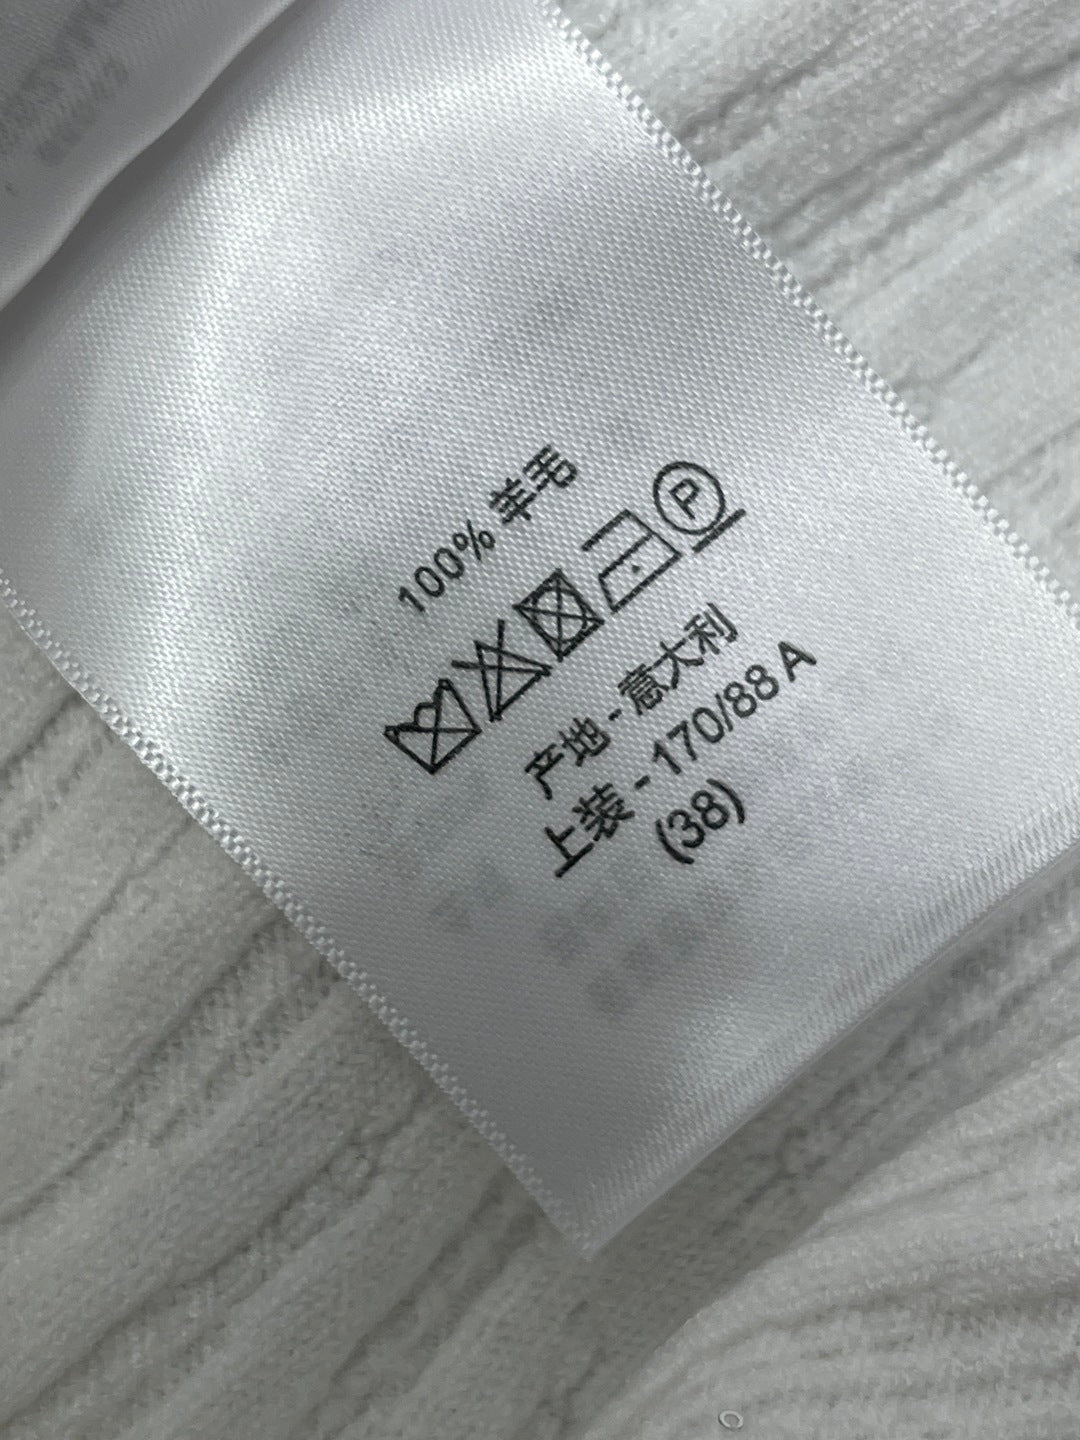 100% 羊毛
P
产地 - 意大利
上装 - 170/88 A
(38)